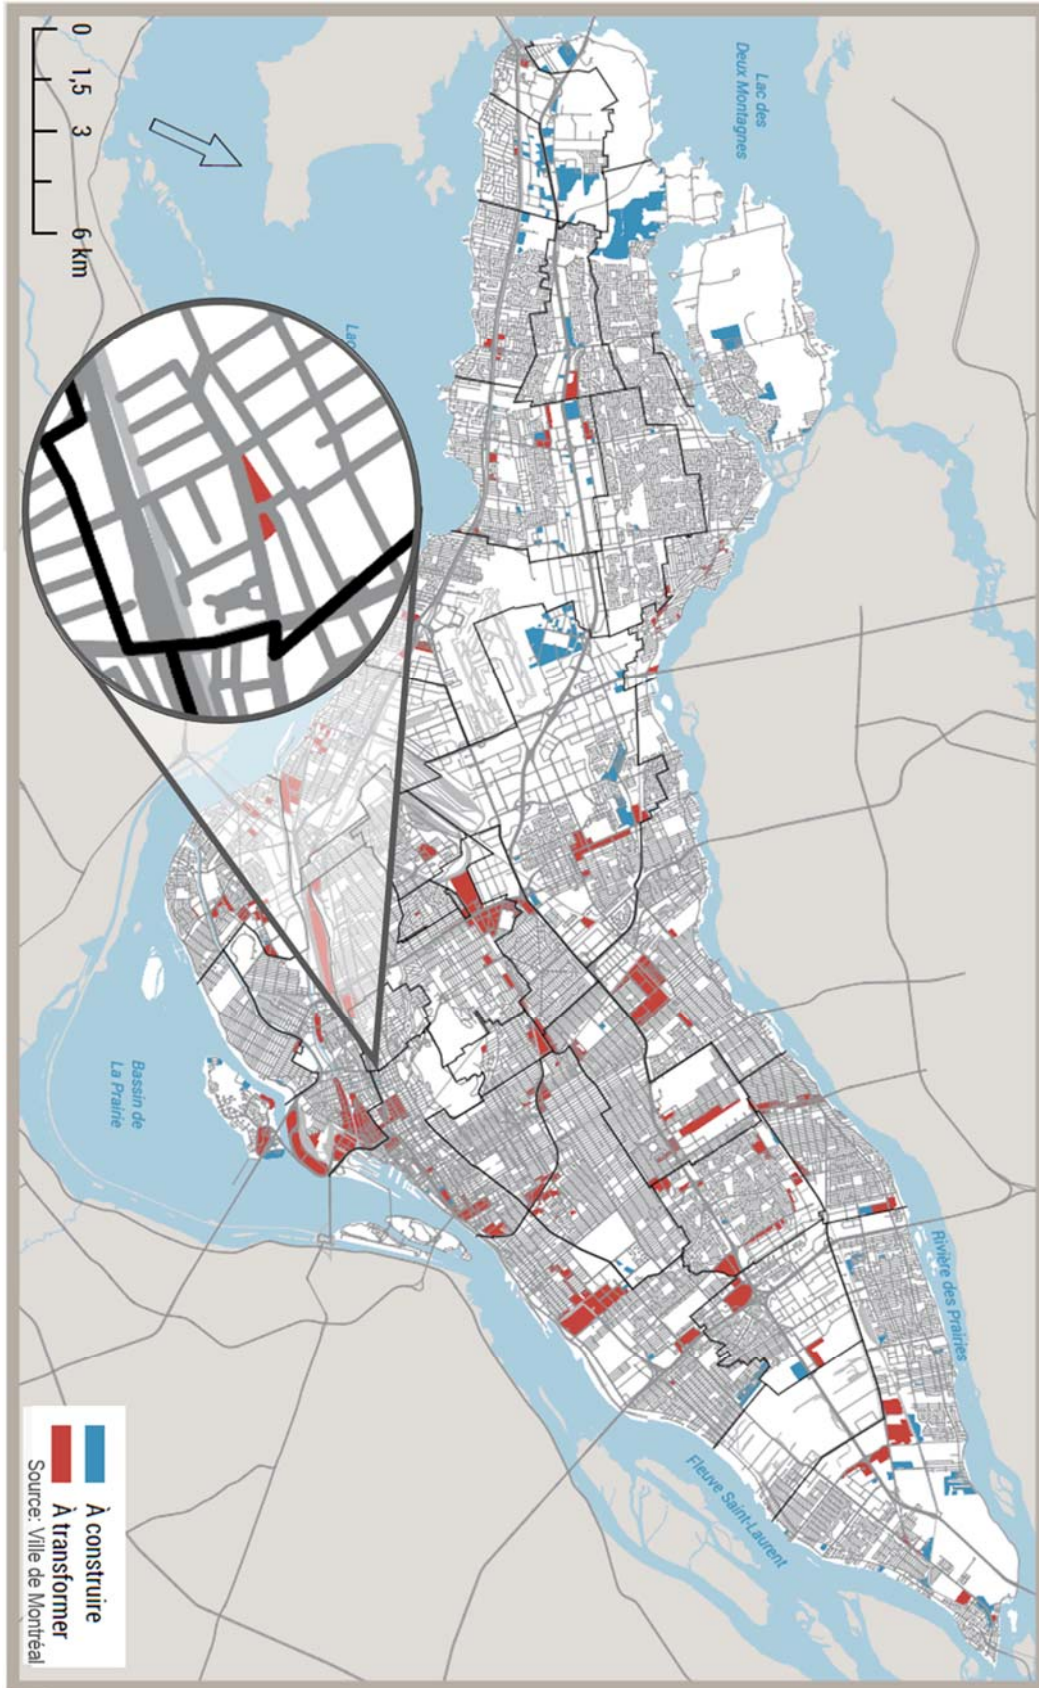 Lac des
Deux Montagnes
0 1,5 3 6 km
Rivière des Prairies
Bassin de
La Prairie
Fleuve Saint-Laurent
À construire
À transformer
Source: Ville de Montréal